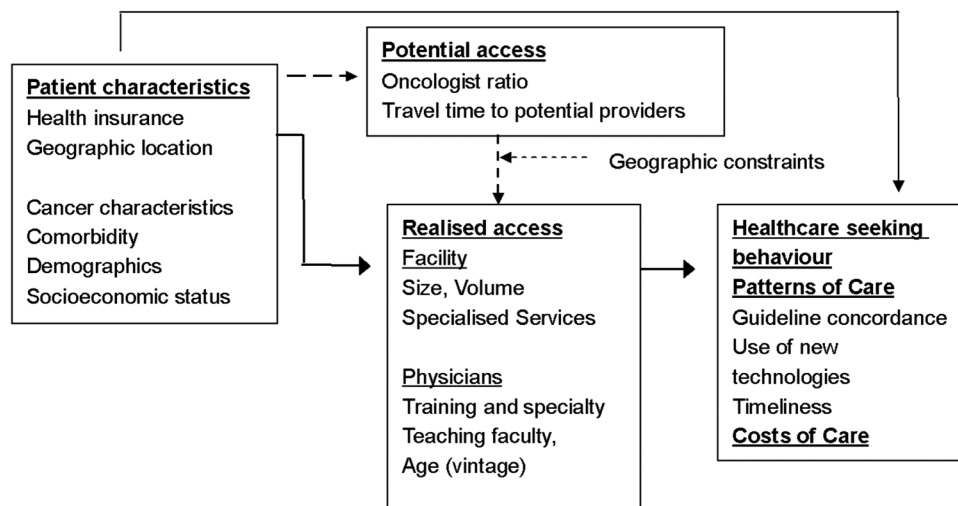 Patient characteristics
Health insurance
Geographic location
Cancer characteristics
Comorbidity
Demographics
Socioeconomic status
Potential access
Oncologist ratio
Travel time to potential providers
Geographic constraints
Realised access
Facility
Size, Volume
Specialised Services
Physicians
Training and specialty
Teaching faculty,
Age (vintage)
Healthcare seeking
behaviour
Patterns of Care
Guideline concordance
Use of new
technologies
Timeliness
Costs of Care